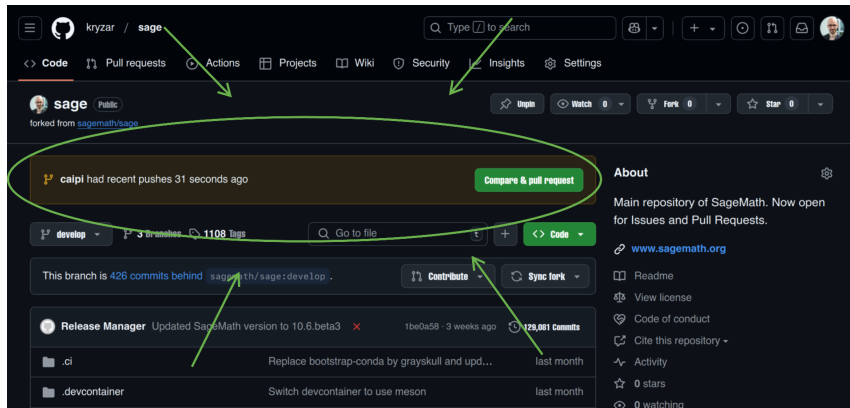 kryzar / sage
Type / to search
Code Pull requests Actions Projects Wiki Security Insights Settings
sage Public
Unpin Watch 0 Fork 0 Star 0
forked from sagemath/sage
caipi had recent pushes 31 seconds ago
Compare & pull request
develop
3 Branches
1108 Tags
Go to file
t
Code
This branch is 426 commits behind sagemath/sage:develop .
Contribute
Sync fork
Release Manager Updated SageMath version to 10.6.beta3
1be0a58 · 3 weeks ago
129,081 Commits
.ci Replace bootstrap-conda by grayskull and upd... last month
.devcontainer Switch devcontainer to use meson last month
About
Main repository of SageMath. Now open
for Issues and Pull Requests.
www.sagemath.org
Readme
View license
Code of conduct
Cite this repository
Activity
0 stars
0 watching